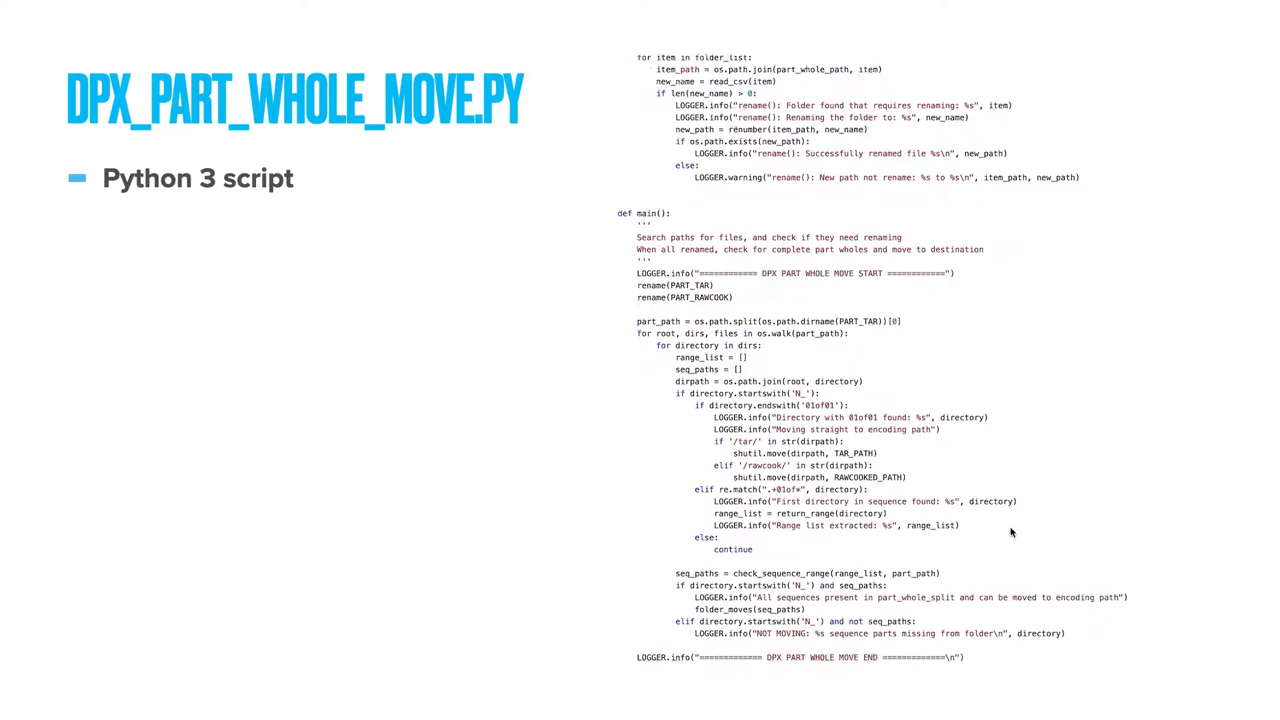 DPX_PART_WHOLE_MOVE.PY
Python 3 script
for item in folder_list:
item_path = os.path.join(part_whole_path, item)
new_name = read_csv(item)
if len(new_name) > 0:
LOGGER.info("rename(): Folder found that requires renaming: %s", item)
LOGGER.info("rename(): Renaming the folder to: %s", new_name)
new_path = renumber(item_path, new_name)
if os.path.exists(new_path):
LOGGER.info("rename(): Successfully renamed file %s\n", new_path)
else:
LOGGER.warning("rename(): New path not rename: %s to %s\n", item_path, new_path)
def main():
'''
Search paths for files, and check if they need renaming
When all renamed, check for complete part wholes and move to destination
'''
LOGGER.info("============ DPX PART WHOLE MOVE START ============")
rename(PART_TAR)
rename(PART_RAWCOOK)
part_path = os.path.split(os.path.dirname(PART_TAR))[0]
for root, dirs, files in os.walk(part_path):
for directory in dirs:
range_list = []
seq_paths = []
dirpath = os.path.join(root, directory)
if directory.startswith('N_'):
if directory.endswith('01of01'):
LOGGER.info("Directory with 01of01 found: %s", directory)
LOGGER.info("Moving straight to encoding path")
if '/tar/' in str(dirpath):
shutil.move(dirpath, TAR_PATH)
elif '/rawcook/' in str(dirpath):
shutil.move(dirpath, RAWCOOKED_PATH)
elif re.match(".+01of*", directory):
LOGGER.info("First directory in sequence found: %s", directory)
range_list = return_range(directory)
LOGGER.info("Range list extracted: %s", range_list)
else:
continue
seq_paths = check_sequence_range(range_list, part_path)
if directory.startswith('N_') and seq_paths:
LOGGER.info("All sequences present in part_whole_split and can be moved to encoding path")
folder_moves(seq_paths)
elif directory.startswith('N_') and not seq_paths:
LOGGER.info("NOT MOVING: %s sequence parts missing from folder\n", directory)
LOGGER.info("============= DPX PART WHOLE MOVE END =============\n")